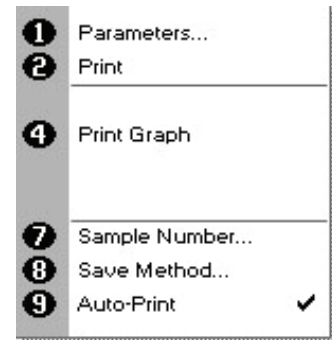 1 Parameters...
2 Print
4 Print Graph
7 Sample Number...
8 Save Method...
9 Auto-Print ✓